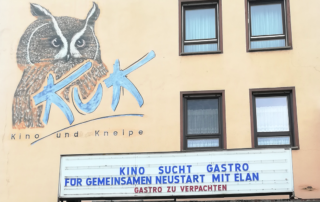 KuK
Kino und Kneipe
KINO SUCHT GASTRO
FÜR GEMEINSAMEN NEUSTART MIT ELAN
GASTRO ZU VERPACHTEN